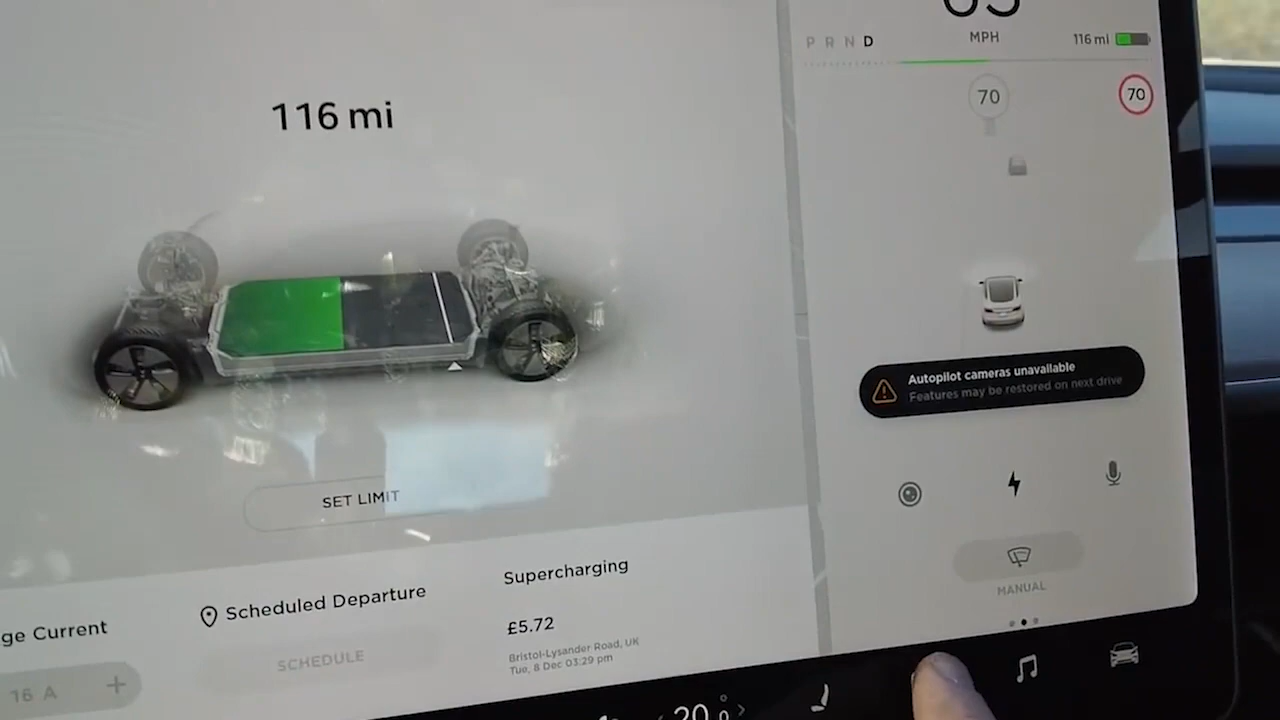 116 mi
SET LIMIT
ge Current
16 A +
Scheduled Departure
SCHEDULE
Supercharging
£5.72
Bristol-Lysander Road, UK
Tue, 8 Dec 03:29 pm
MPH
P R N D
116 mi
70
70
Autopilot cameras unavailable
Features may be restored on next drive
MANUAL
20.0